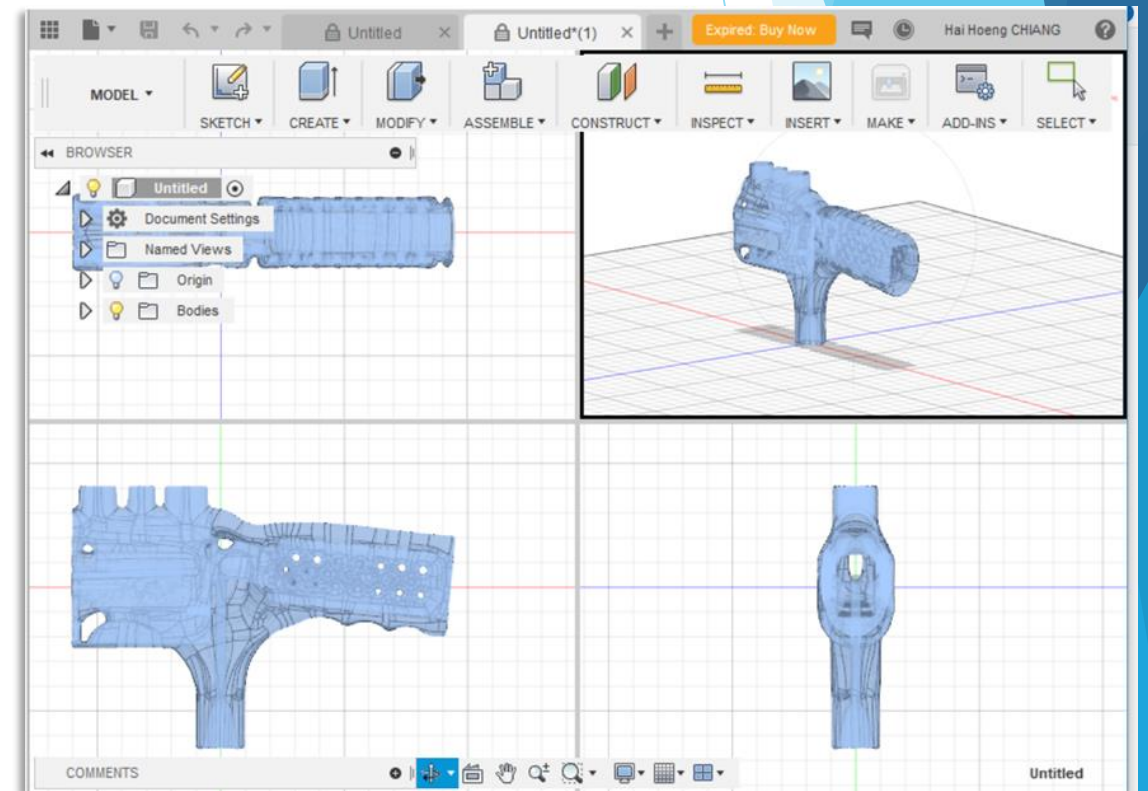 Untitled
Untitled*(1)
Expired: Buy Now
Hai Hoeng CHIANG
MODEL
SKETCH
CREATE
MODIFY
ASSEMBLE
CONSTRUCT
INSPECT
INSERT
MAKE
ADD-INS
SELECT
BROWSER
Untitled
Document Settings
Named Views
Origin
Bodies
COMMENTS
Untitled